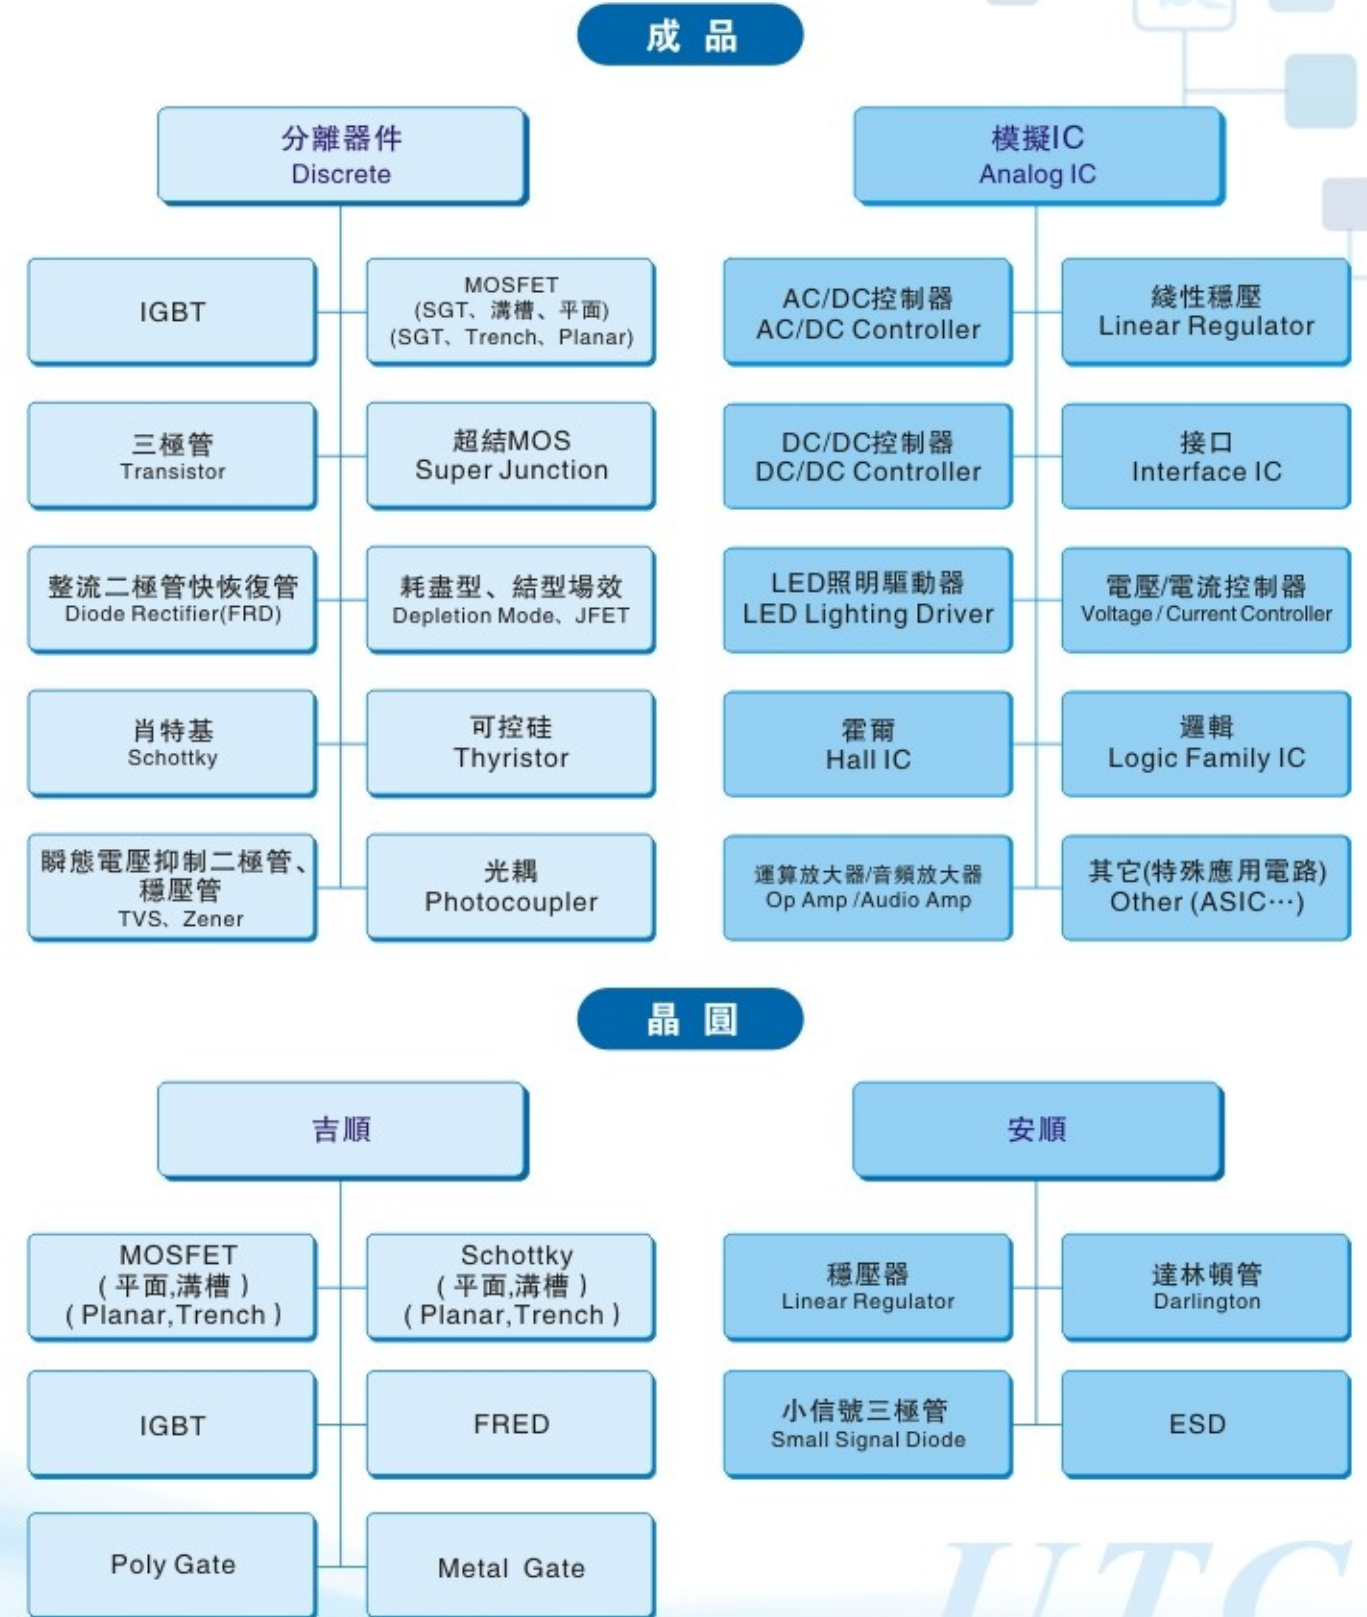 成 品
分離器件
Discrete
IGBT
MOSFET
(SGT、溝槽、平面)
(SGT、Trench、Planar)
三極管
Transistor
超結MOS
Super Junction
整流二極管快恢復管
Diode Rectifier(FRD)
耗盡型、結型場效
Depletion Mode、JFET
肖特基
Schottky
可控硅
Thyristor
瞬態電壓抑制二極管、
穩壓管
TVS、Zener
光耦
Photocoupler
模擬IC
Analog IC
AC/DC控制器
AC/DC Controller
綫性穩壓
Linear Regulator
DC/DC控制器
DC/DC Controller
接口
Interface IC
LED照明驅動器
LED Lighting Driver
電壓/電流控制器
Voltage / Current Controller
霍爾
Hall IC
邏輯
Logic Family IC
運算放大器/音頻放大器
Op Amp /Audio Amp
其它(特殊應用電路)
Other (ASIC…)
晶 圓
吉順
MOSFET
( 平面,溝槽 )
( Planar,Trench )
Schottky
( 平面,溝槽 )
( Planar,Trench )
IGBT
FRED
Poly Gate
Metal Gate
安順
穩壓器
Linear Regulator
達林頓管
Darlington
小信號三極管
Small Signal Diode
ESD
UTC